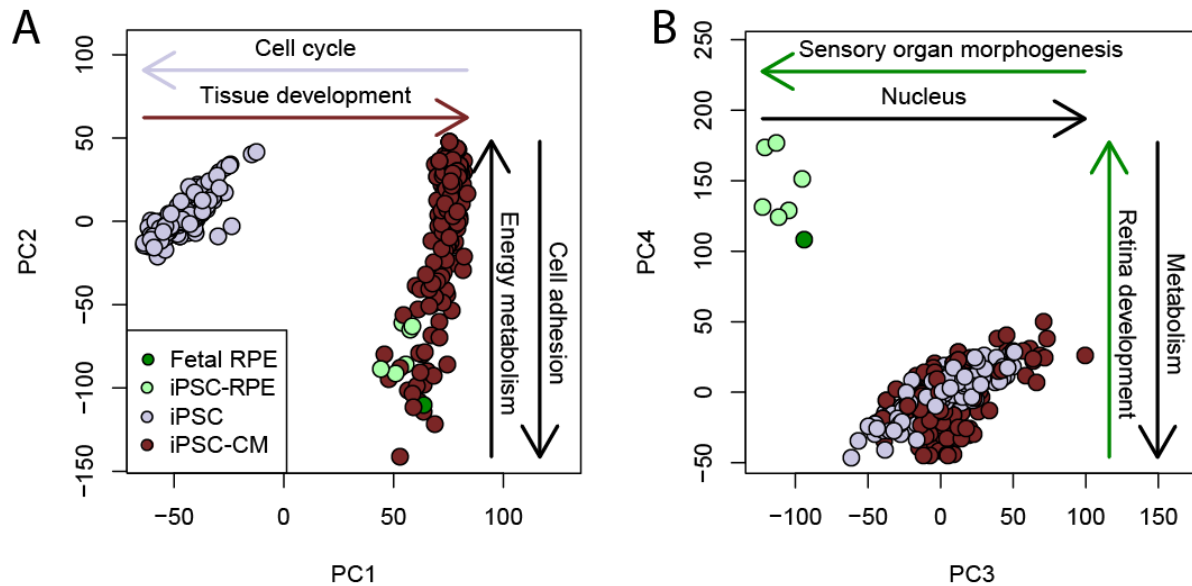 A
Cell cycle
Tissue development
Energy metabolism
Cell adhesion
Fetal RPE
iPSC-RPE
iPSC
iPSC-CM
PC2
100
50
0
−50
−100
−150
−50
0
50
100
PC1
B
Sensory organ morphogenesis
Nucleus
Retina development
Metabolism
PC4
250
200
150
100
50
0
−50
−100
−50
0
50
100
150
PC3